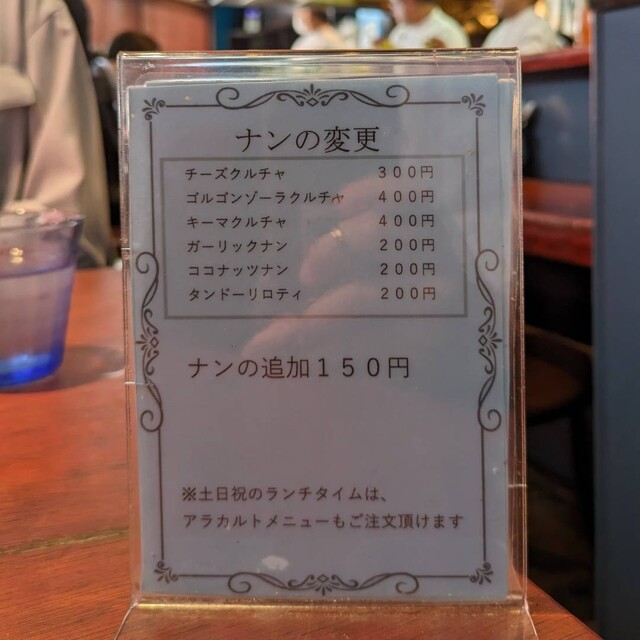 ナンの変更
チーズクルチャ ３００円
ゴルゴンゾーラクルチャ ４００円
キーマクルチャ ４００円
ガーリックナン ２００円
ココナッツナン ２００円
タンドーリロティ ２００円
ナンの追加１５０円
※土日祝のランチタイムは、
アラカルトメニューもご注文頂けます